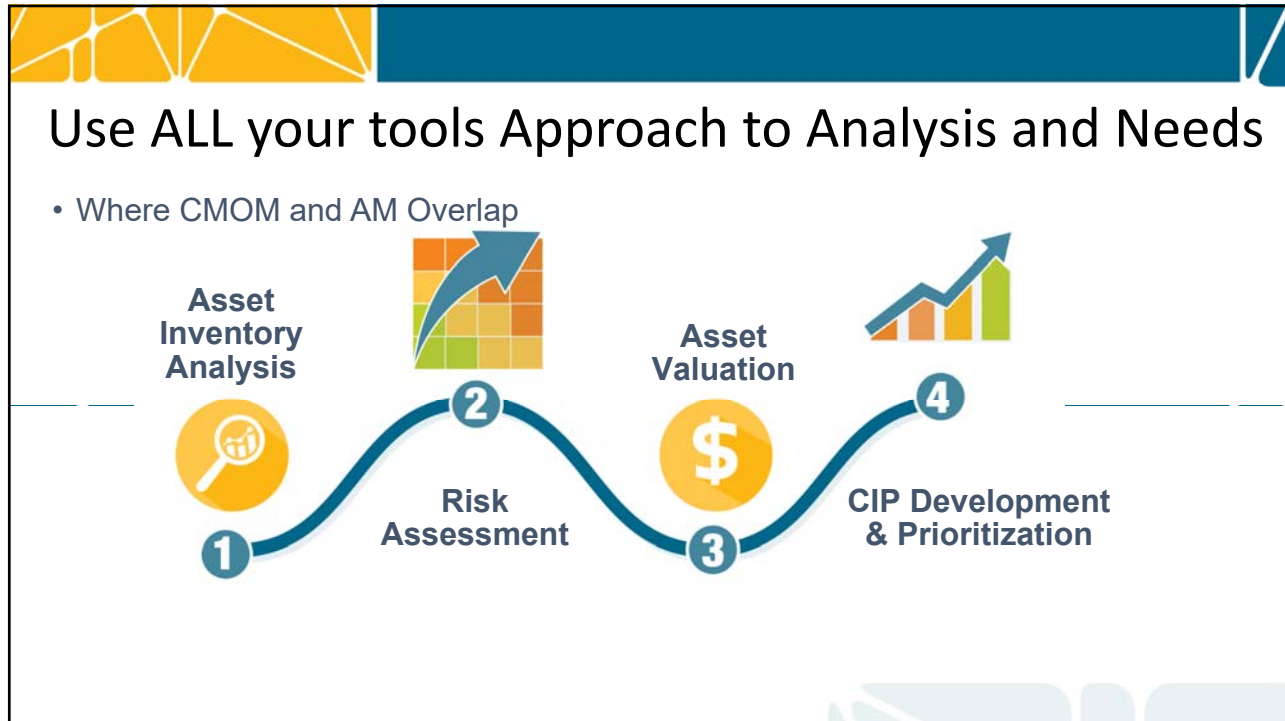 Use ALL your tools Approach to Analysis and Needs
• Where CMOM and AM Overlap
Asset
Inventory
Analysis
1
2
Risk
Assessment
Asset
Valuation
$
3
4
CIP Development
& Prioritization